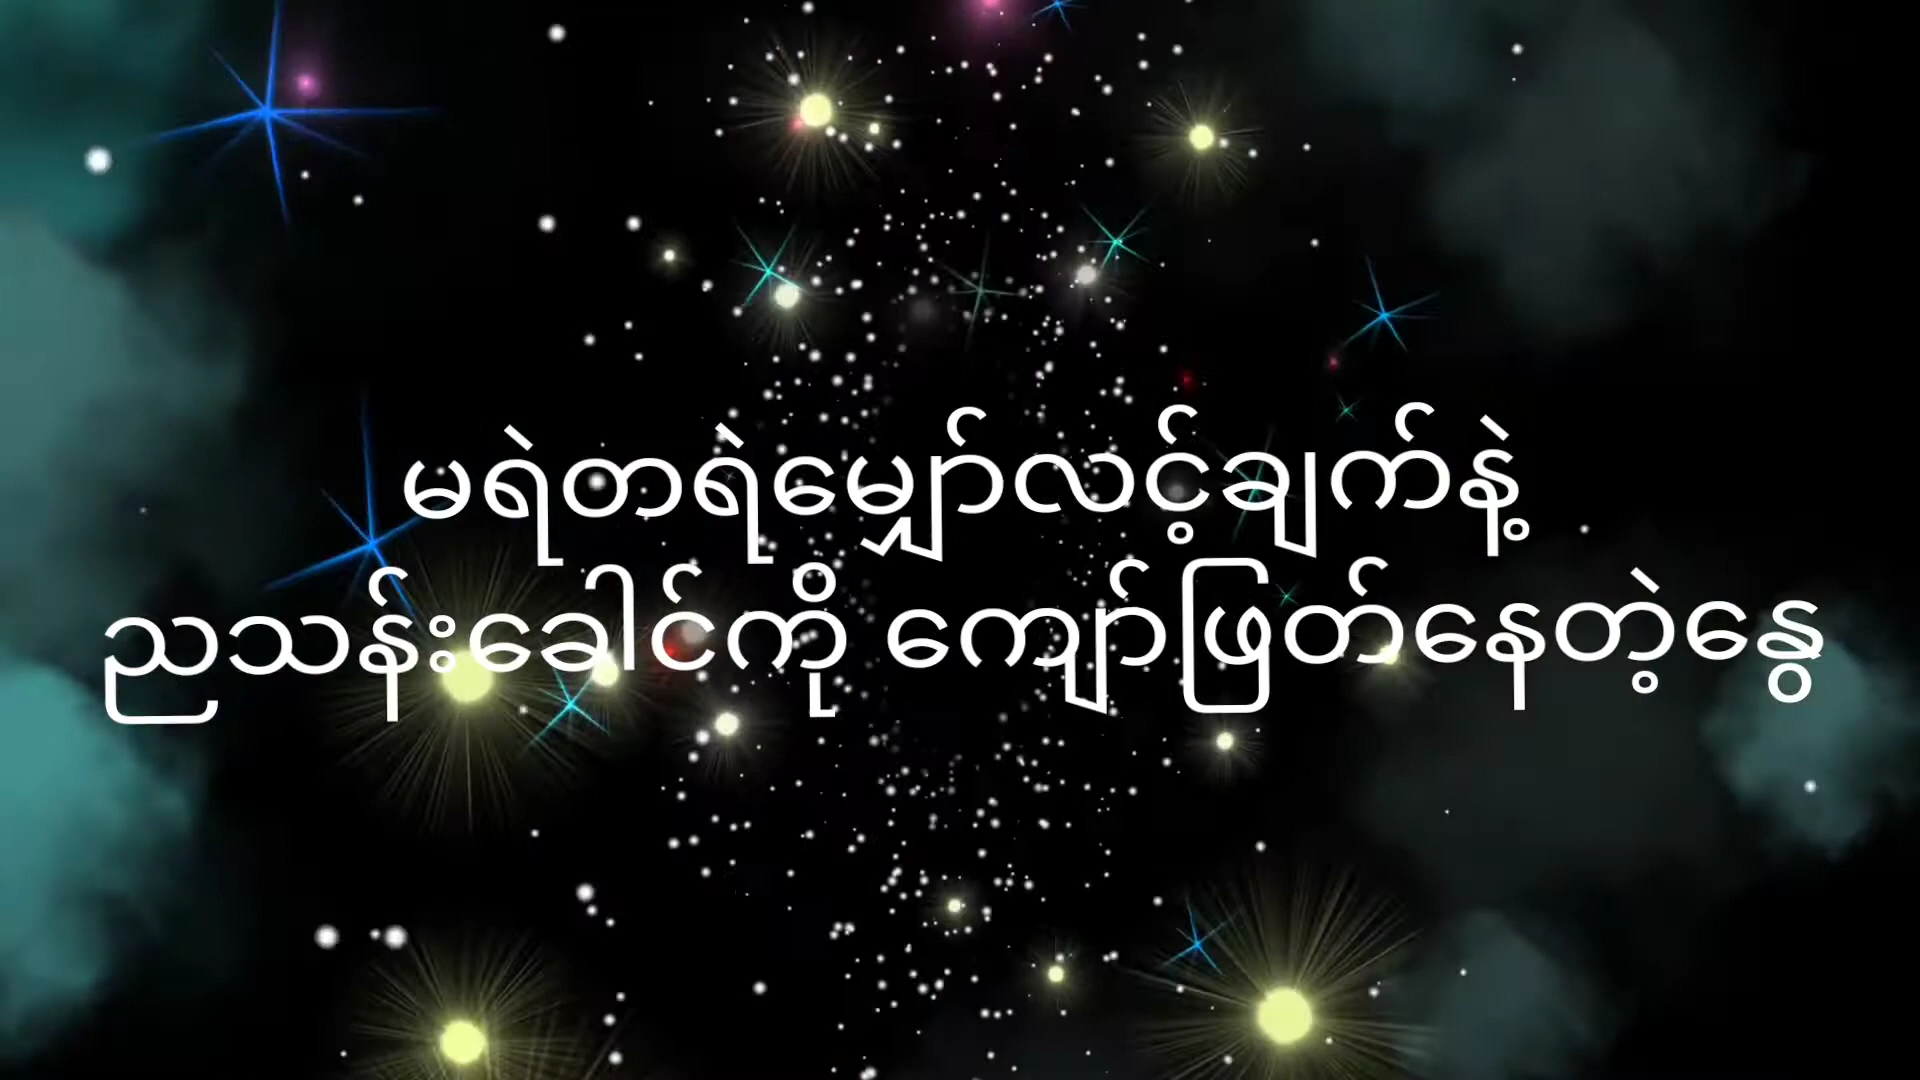 မရဲတရဲမျှော်လင့်ချက်နဲ့
ညသန်းခေါင်ကို ကျော်ဖြတ်နေတဲ့နွေ